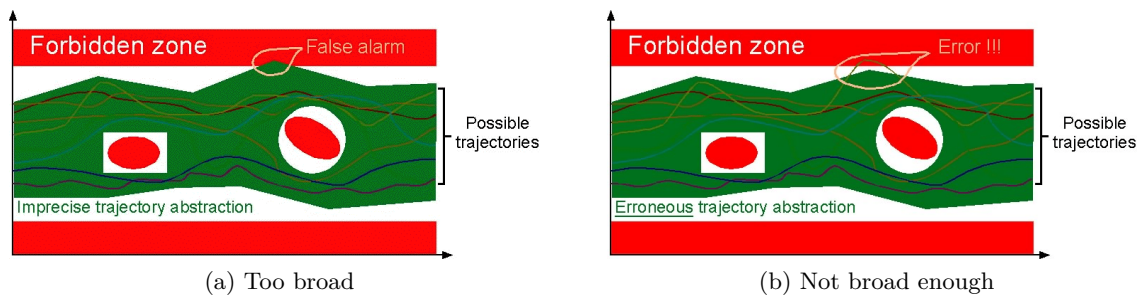 Forbidden zone
False alarm
Possible
trajectories
Imprecise trajectory abstraction
(a) Too broad
Forbidden zone
Error !!!
Possible
trajectories
Erroneous trajectory abstraction
(b) Not broad enough